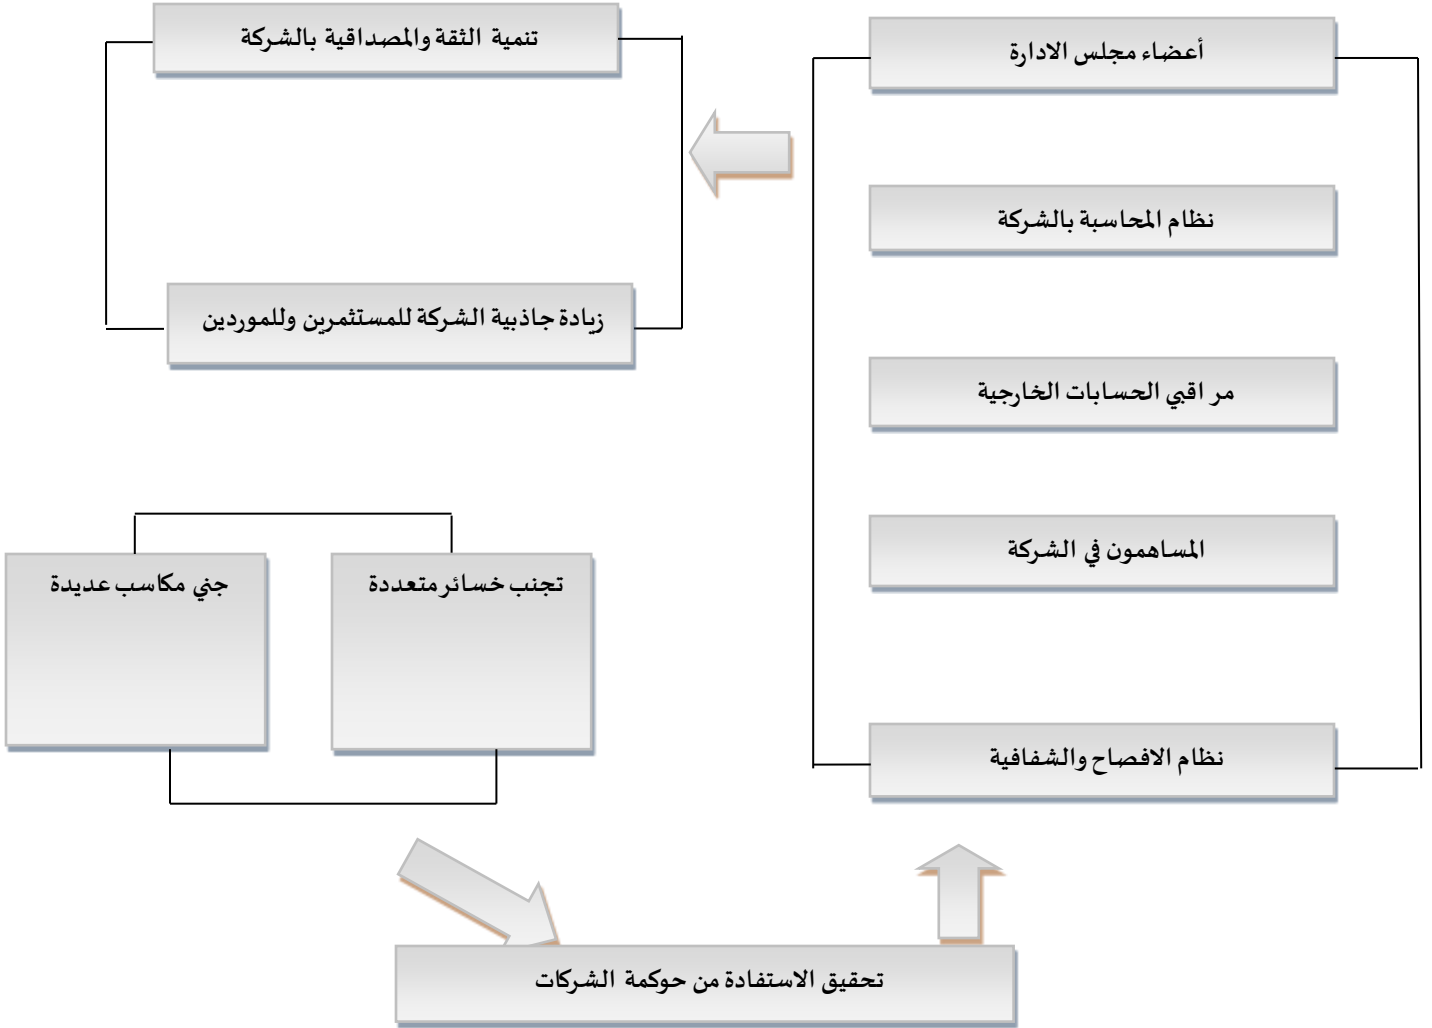 أعضاء مجلس الادارة
نظام المحاسبة بالشركة
مر اقبي الحسابات الخارجية
المساهمون في الشركة
نظام الافصاح والشفافية
تنمية الثقة والمصداقية بالشركة
زيادة جاذبية الشركة للمستثمرين وللموردين
تجنب خسائر متعددة
جني مكاسب عديدة
تحقيق الاستفادة من حوكمة الشركات